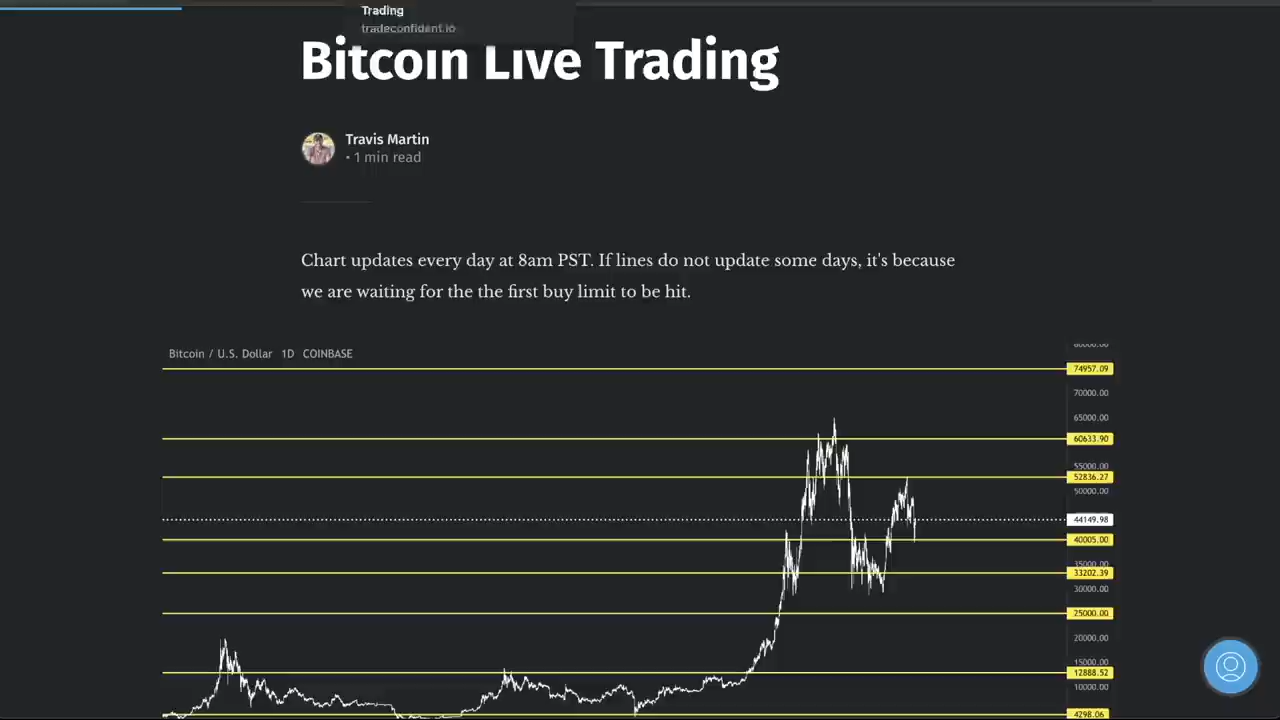 Trading
tradeconfident.io
Bitcoin Live Trading
Travis Martin
• 1 min read
Chart updates every day at 8am PST. If lines do not update some days, it's because
we are waiting for the the first buy limit to be hit.
Bitcoin / U.S. Dollar 1D COINBASE
80000.00
74957.09
70000.00
65000.00
60633.90
55000.00
52836.27
50000.00
44149.98
40005.00
35000.00
33202.39
30000.00
25000.00
20000.00
15000.00
12888.52
10000.00
4298.06